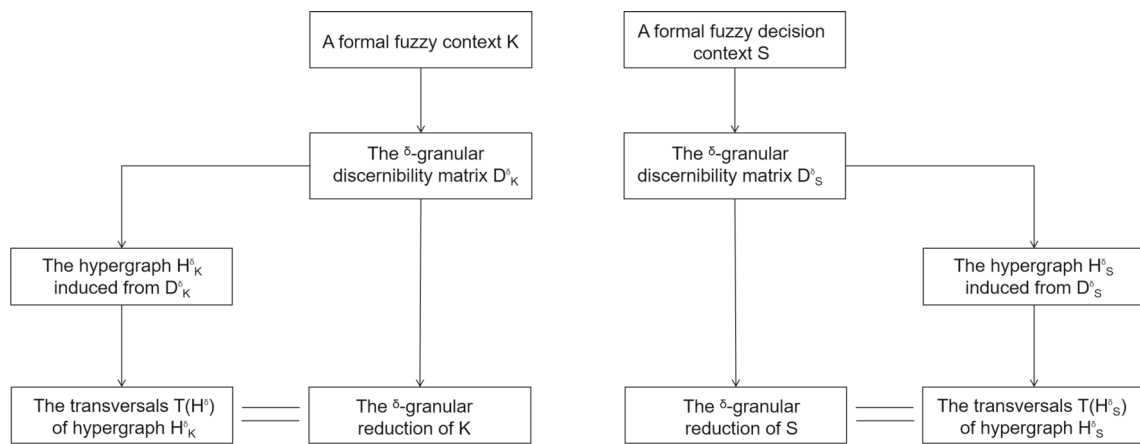 A formal fuzzy context K
A formal fuzzy decision
context S
The δ-granular
discernibility matrix DδK
The δ-granular
discernibility matrix DδS
The hypergraph HδK
induced from DδK
The hypergraph HδS
induced from DδS
The transversals T(Hδ)
of hypergraph HδK
The δ-granular
reduction of K
The δ-granular
reduction of S
The transversals T(HδS)
of hypergraph HδS